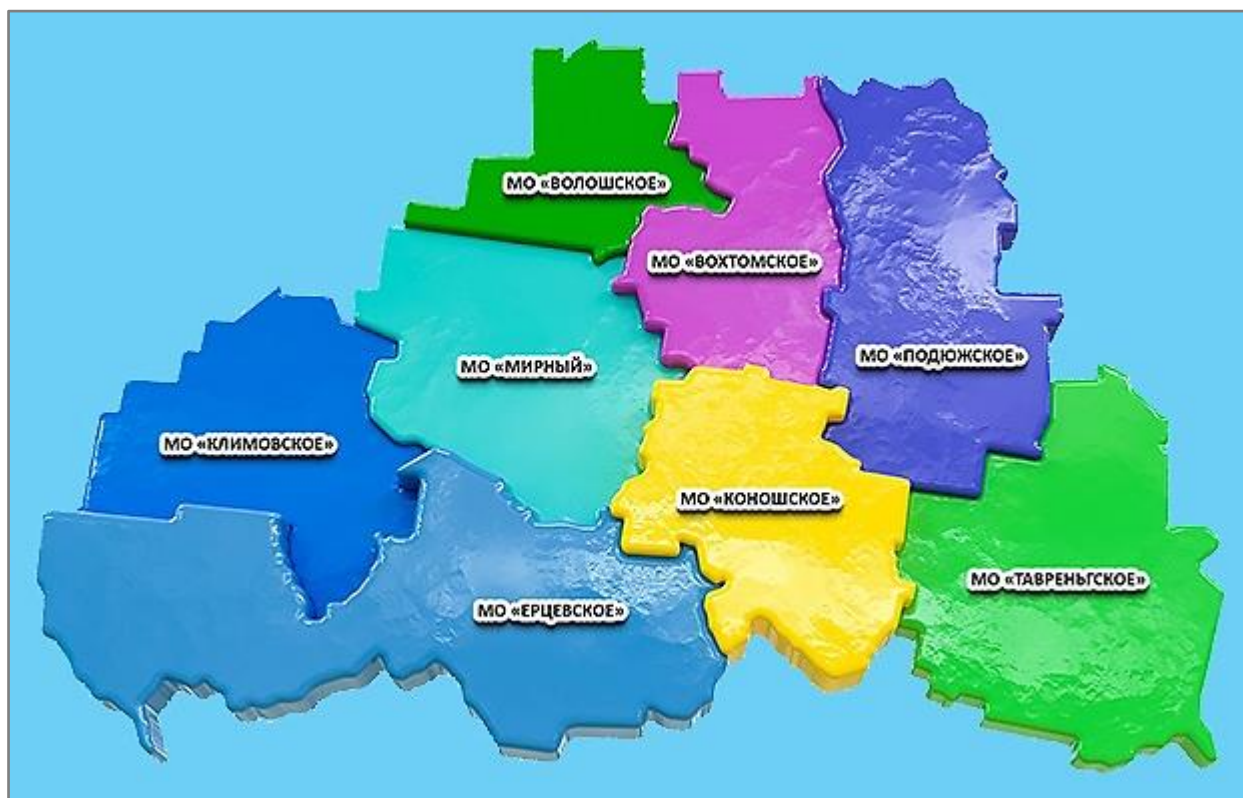 МО «ВОЛОШСКОЕ»
МО «ВОХТОМСКОЕ»
МО «ПОДЮЖСКОЕ»
МО «МИРНЫЙ»
МО «КЛИМОВСКОЕ»
МО «КОНОШСКОЕ»
МО «ТАВРЕНЬГСКОЕ»
МО «ЕРЦЕВСКОЕ»